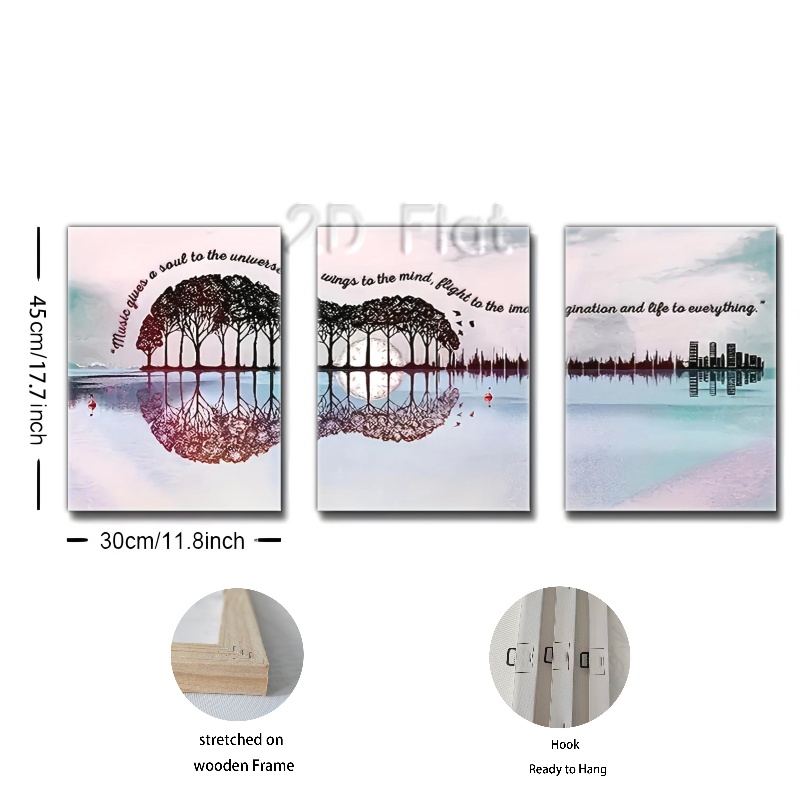 2D Flat
"Music gives a soul to the universe
wings to the mind, flight to the ima
gination and life to everything."
45cm/17.7inch
30cm/11.8inch
stretched on
wooden Frame
Hook
Ready to Hang